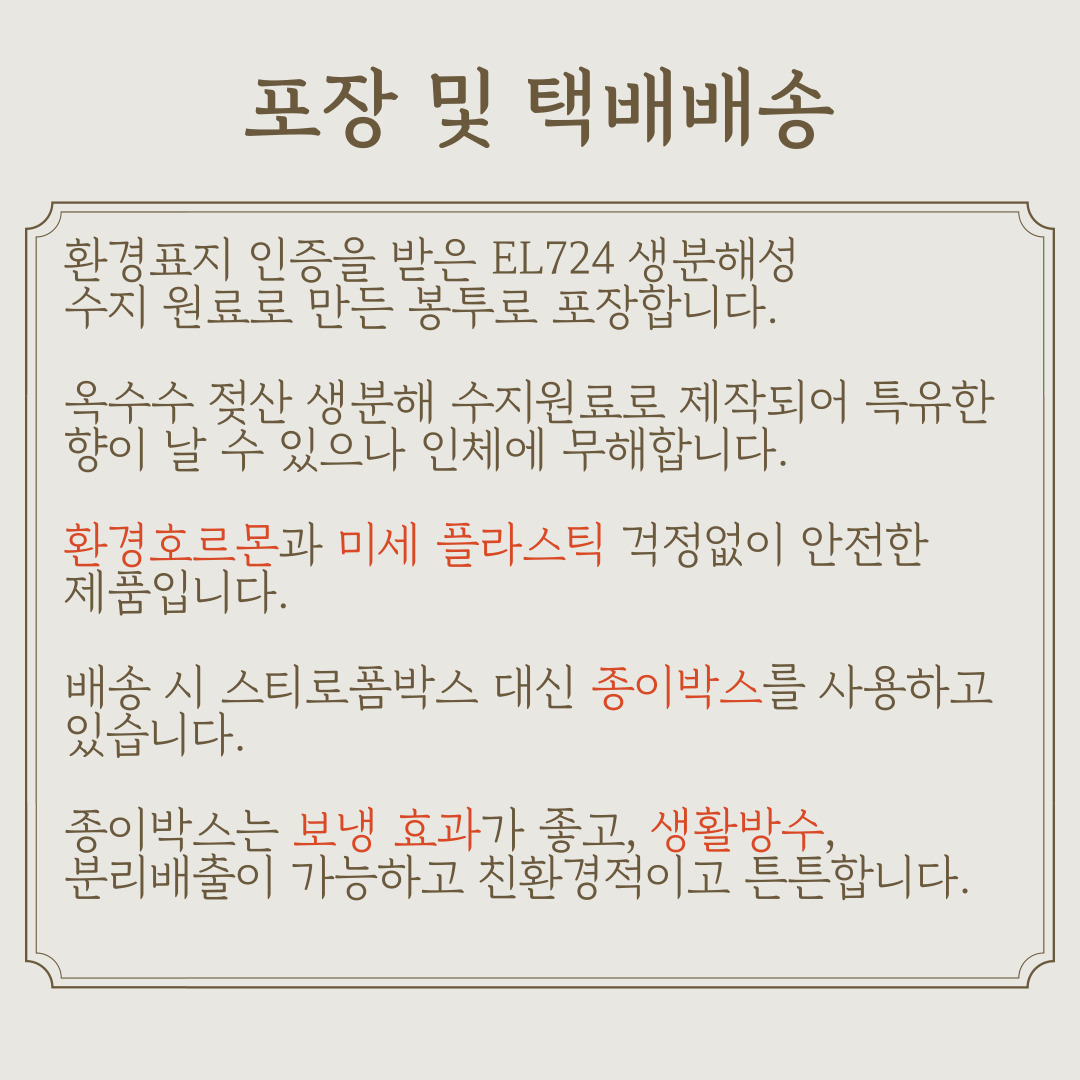 포장 및 택배배송
환경표지 인증을 받은 EL724 생분해성
수지 원료로 만든 봉투로 포장합니다.
옥수수 젖산 생분해 수지원료로 제작되어 특유한
향이 날 수 있으나 인체에 무해합니다.
환경호르몬과 미세 플라스틱 걱정없이 안전한
제품입니다.
배송 시 스티로폼박스 대신 종이박스를 사용하고
있습니다.
종이박스는 보냉 효과가 좋고, 생활방수,
분리배출이 가능하고 친환경적이고 튼튼합니다.